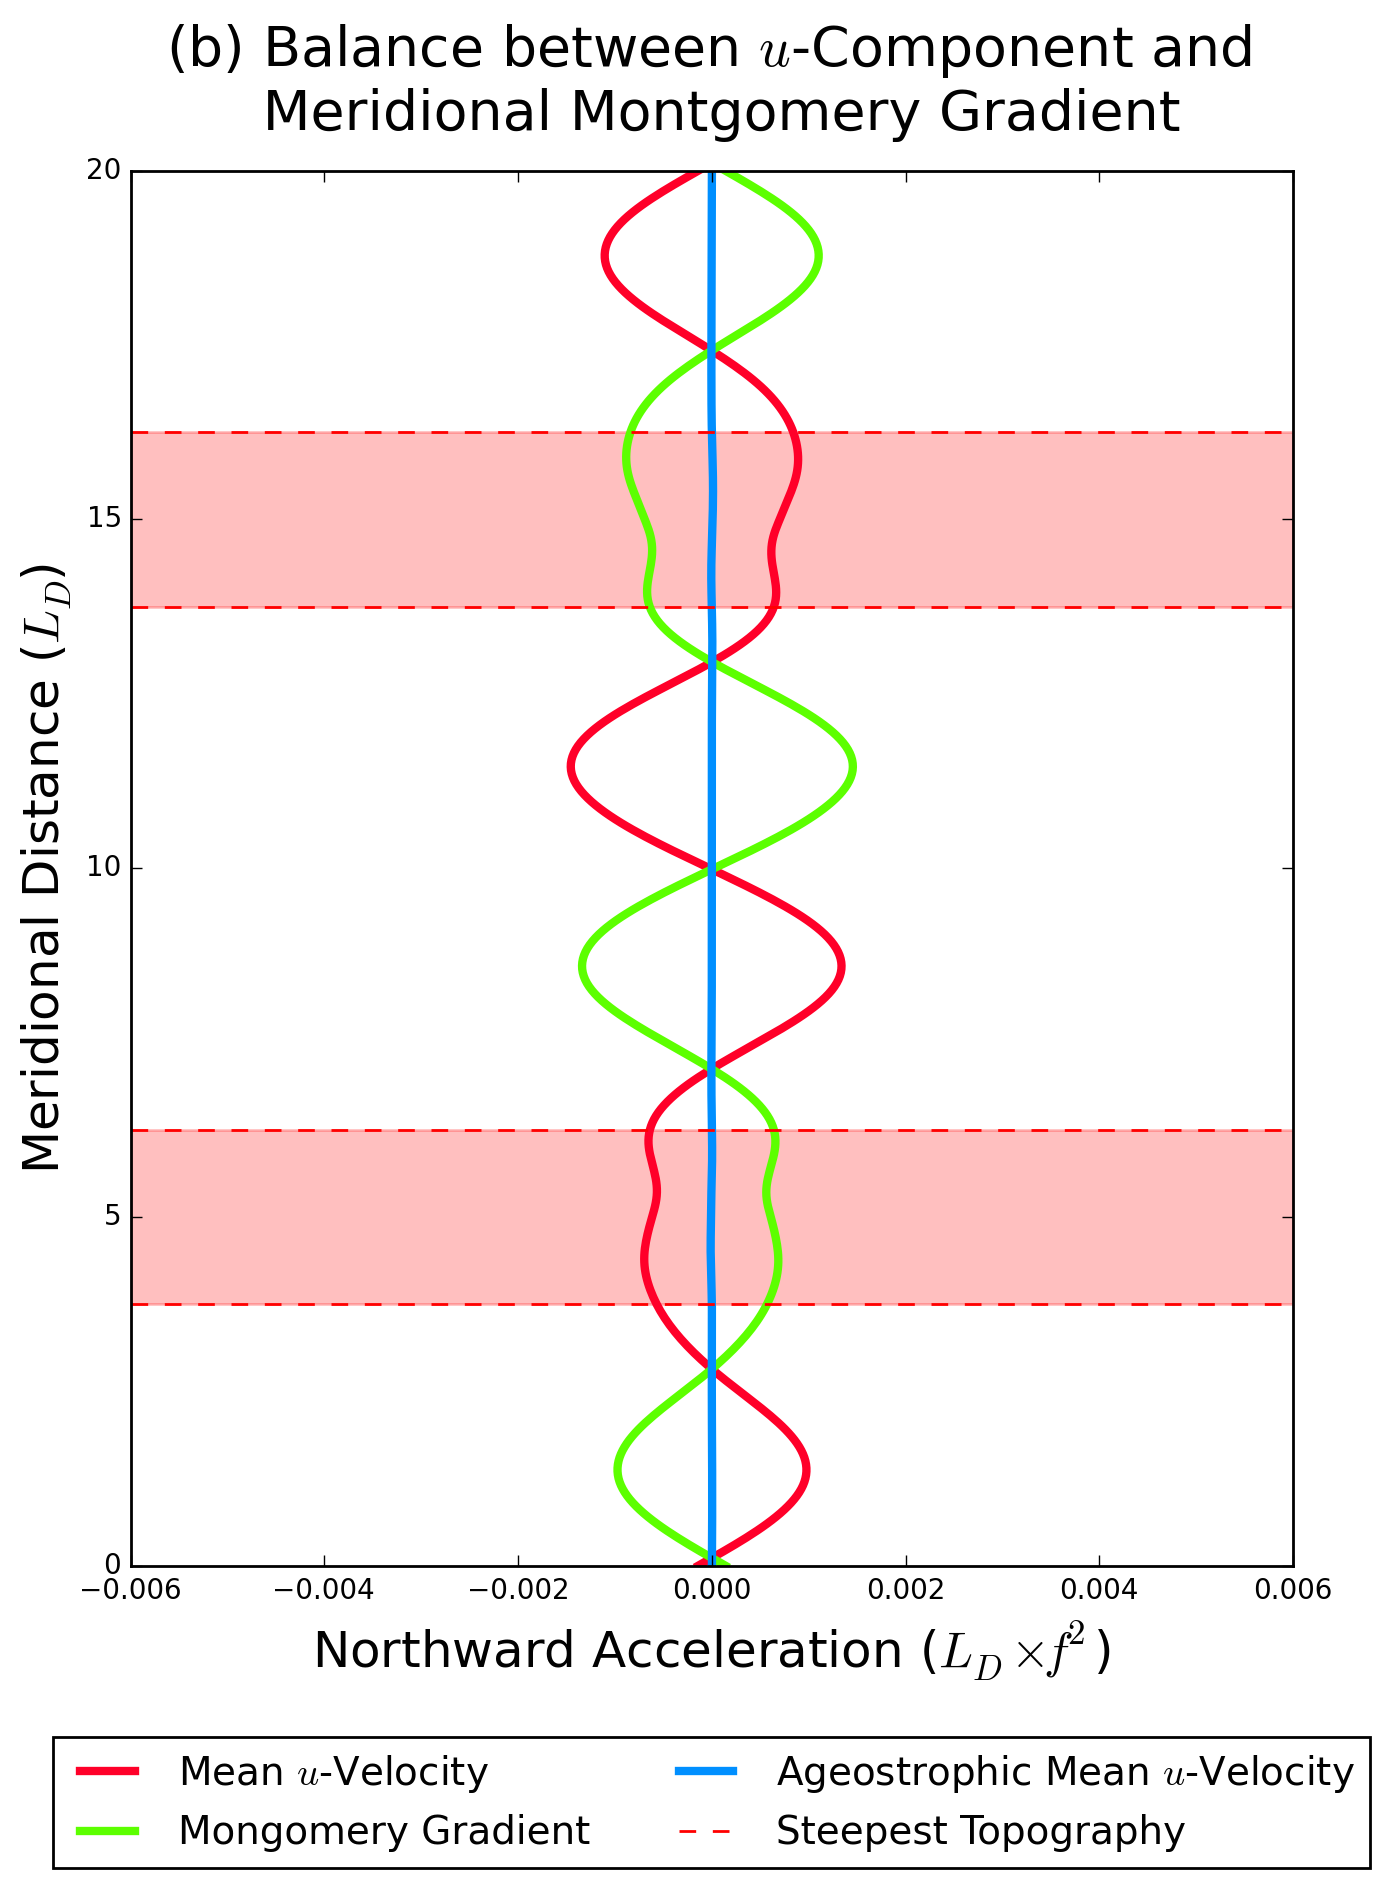 (b) Balance between u-Component and
Meridional Montgomery Gradient
20
15
10
5
0
Meridional Distance (L_D)
−0.006 −0.004 −0.002 0.000 0.002 0.004 0.006
Northward Acceleration (L_D × f²)
Mean u-Velocity
Mongomery Gradient
Ageostrophic Mean u-Velocity
Steepest Topography